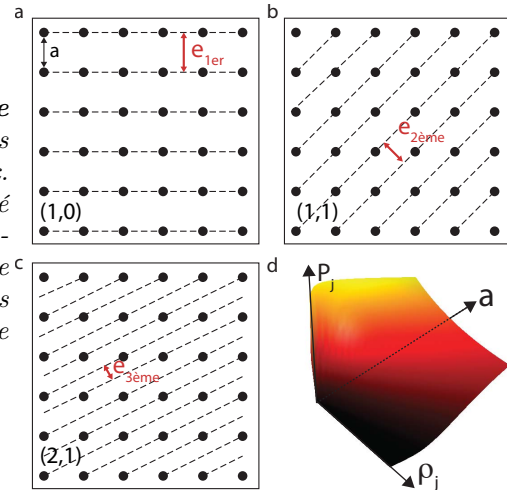 a
a
e1er
(1,0)
b
e2ème
(1,1)
e
s
c.
é
-
e
s
e
c
e3ème
(2,1)
d
Pj
a
ρj